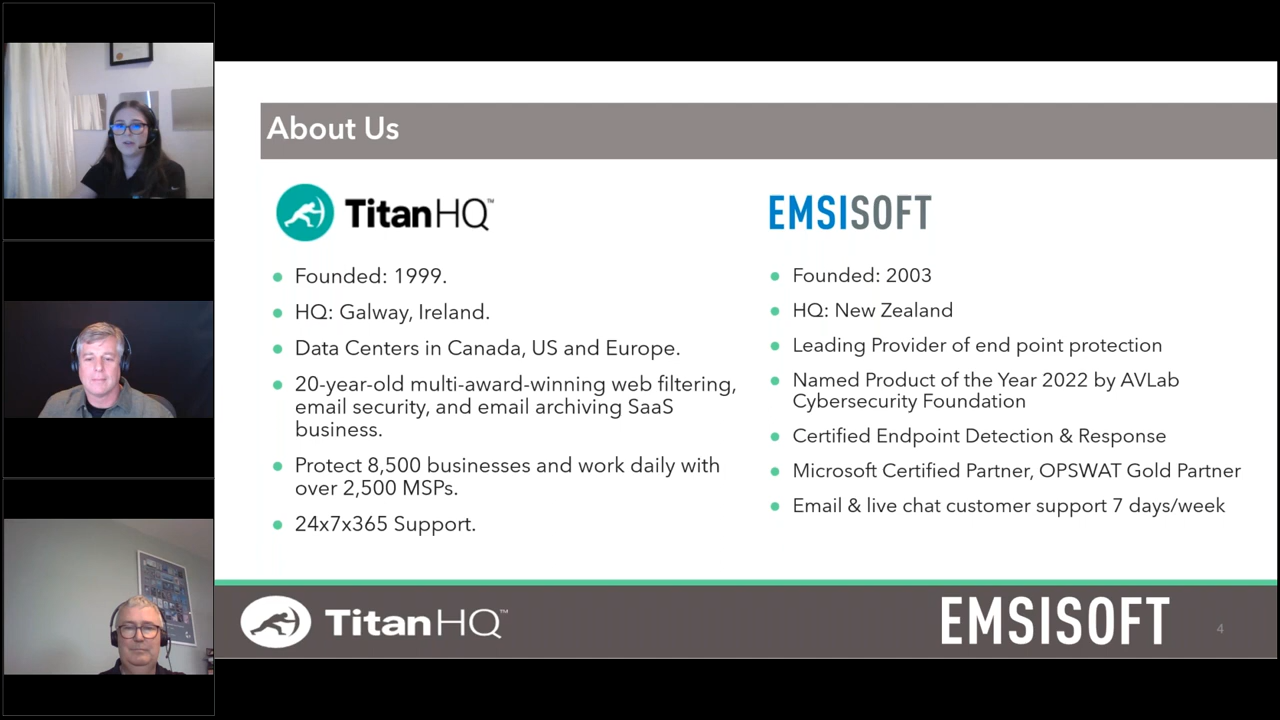 About Us
TitanHQ™
EMSISOFT
Founded: 1999.
HQ: Galway, Ireland.
Data Centers in Canada, US and Europe.
20-year-old multi-award-winning web filtering,
email security, and email archiving SaaS
business.
Protect 8,500 businesses and work daily with
over 2,500 MSPs.
24x7x365 Support.
Founded: 2003
HQ: New Zealand
Leading Provider of end point protection
Named Product of the Year 2022 by AVLab
Cybersecurity Foundation
Certified Endpoint Detection & Response
Microsoft Certified Partner, OPSWAT Gold Partner
Email & live chat customer support 7 days/week
TitanHQ™
EMSISOFT
4